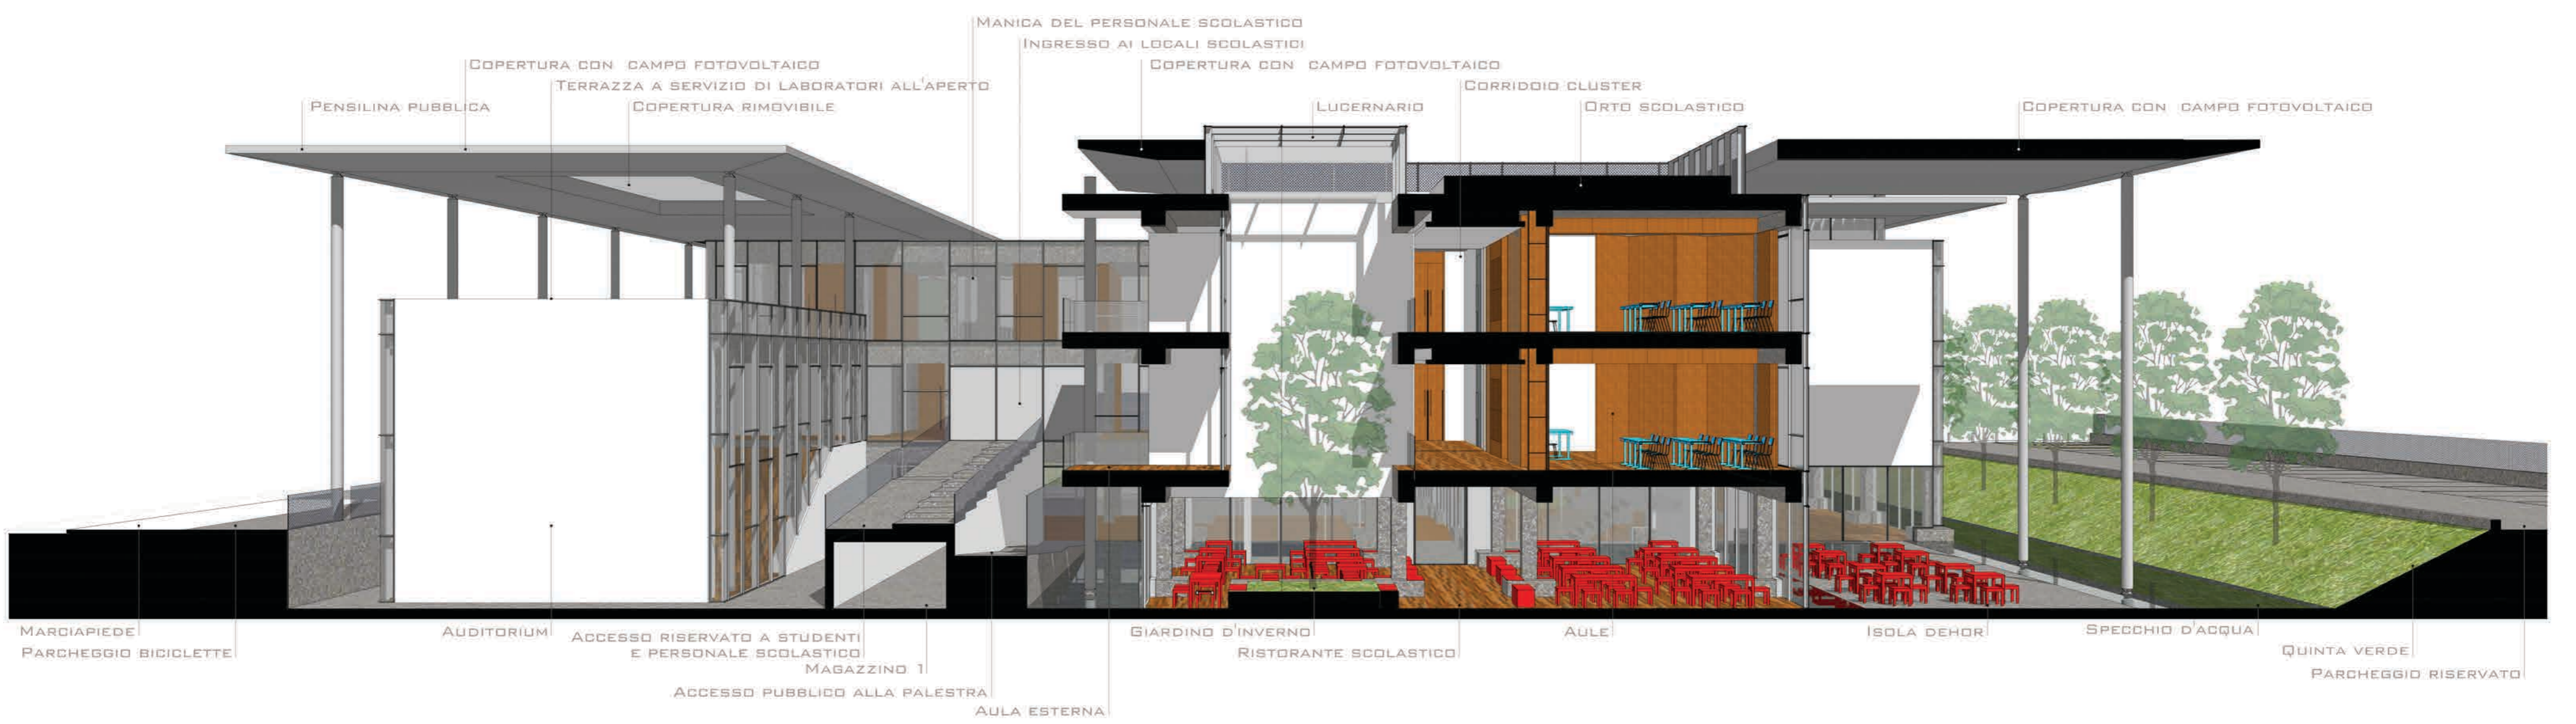 MANICA DEL PERSONALE SCOLASTICO
INGRESSO AI LOCALI SCOLASTICI
COPERTURA CON CAMPO FOTOVOLTAICO
COPERTURA CON CAMPO FOTOVOLTAICO
TERRAZZA A SERVIZIO DI LABORATORI ALL'APERTO
CORRIDOIO CLUSTER
PENSILINA PUBBLICA
COPERTURA RIMOVIBILE
LUCERNARIO
ORTO SCOLASTICO
COPERTURA CON CAMPO FOTOVOLTAICO
MARCIAPIEDE
PARCHEGGIO BICICLETTE
AUDITORIUM
ACCESSO RISERVATO A STUDENTI
E PERSONALE SCOLASTICO
MAGAZZINO 1
ACCESSO PUBBLICO ALLA PALESTRA
AULA ESTERNA
GIARDINO D'INVERNO
RISTORANTE SCOLASTICO
AULE
ISOLA DEHOR
SPECCHIO D'ACQUA
QUINTA VERDE
PARCHEGGIO RISERVATO